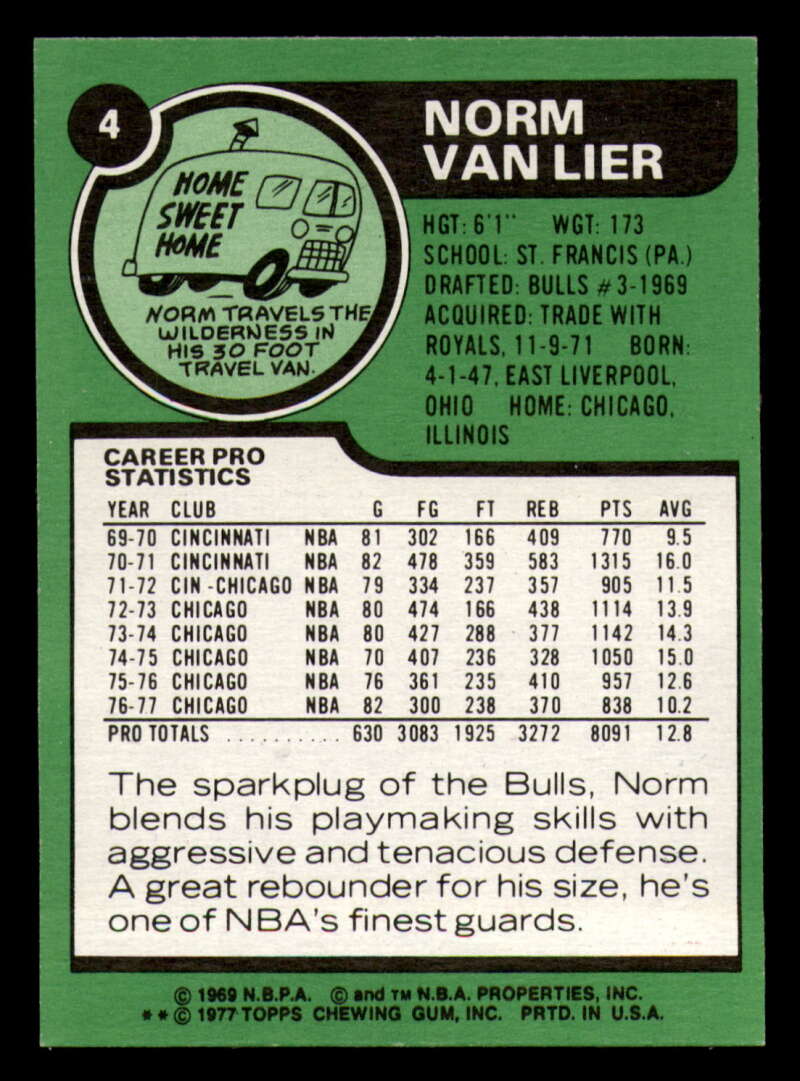 4
HOME
SWEET
HOME
NORM TRAVELS THE
WILDERNESS IN
HIS 30 FOOT
TRAVEL VAN.
NORM
VAN LIER
HGT: 6'1" WGT: 173
SCHOOL: ST. FRANCIS (PA.)
DRAFTED: BULLS #3-1969
ACQUIRED: TRADE WITH
ROYALS, 11-9-71 BORN:
4-1-47, EAST LIVERPOOL,
OHIO HOME: CHICAGO,
ILLINOIS
CAREER PRO
STATISTICS
YEAR CLUB G FG FT REB PTS AVG
69-70 CINCINNATI NBA 81 302 166 409 770 9.5
70-71 CINCINNATI NBA 82 478 359 583 1315 16.0
71-72 CIN -CHICAGO NBA 79 334 237 357 905 11.5
72-73 CHICAGO NBA 80 474 166 438 1114 13.9
73-74 CHICAGO NBA 80 427 288 377 1142 14.3
74-75 CHICAGO NBA 70 407 236 328 1050 15.0
75-76 CHICAGO NBA 76 361 235 410 957 12.6
76-77 CHICAGO NBA 82 300 238 370 838 10.2
PRO TOTALS ........... 630 3083 1925 3272 8091 12.8
The sparkplug of the Bulls, Norm
blends his playmaking skills with
aggressive and tenacious defense.
A great rebounder for his size, he's
one of NBA's finest guards.
© 1969 N.B.P.A. © and TM N.B.A. PROPERTIES, INC.
** © 1977 TOPPS CHEWING GUM, INC. PRTD. IN U.S.A.